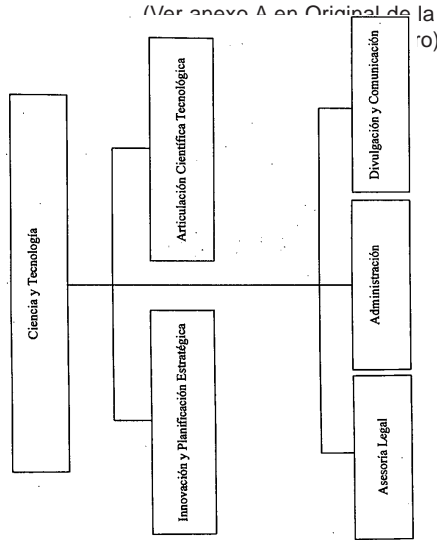 (Ver anexo A en Original de la
ro)
Ciencia y Tecnología
Innovación y Planificación Estratégica
Articulación Científica Tecnológica
Asesoría Legal
Administración
Divulgación y Comunicación